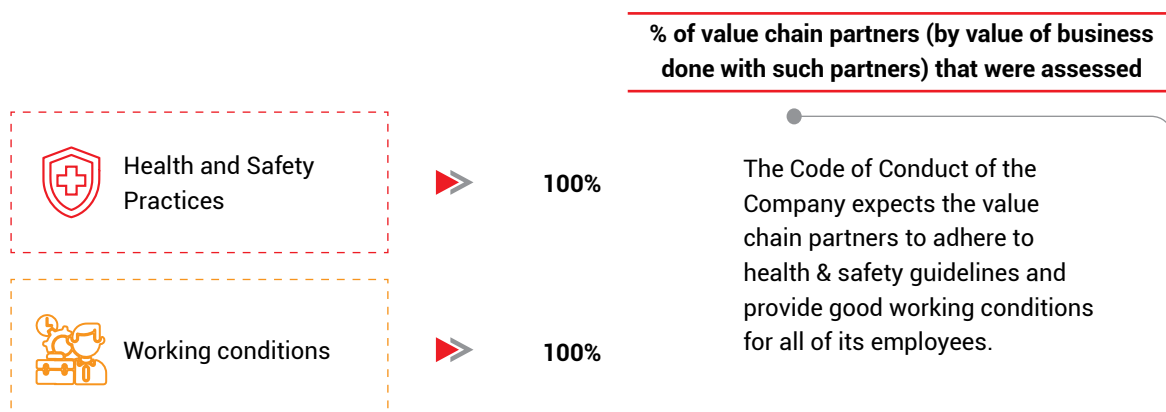 % of value chain partners (by value of business
done with such partners) that were assessed
Health and Safety
Practices
100%
Working conditions
100%
The Code of Conduct of the
Company expects the value
chain partners to adhere to
health & safety guidelines and
provide good working conditions
for all of its employees.